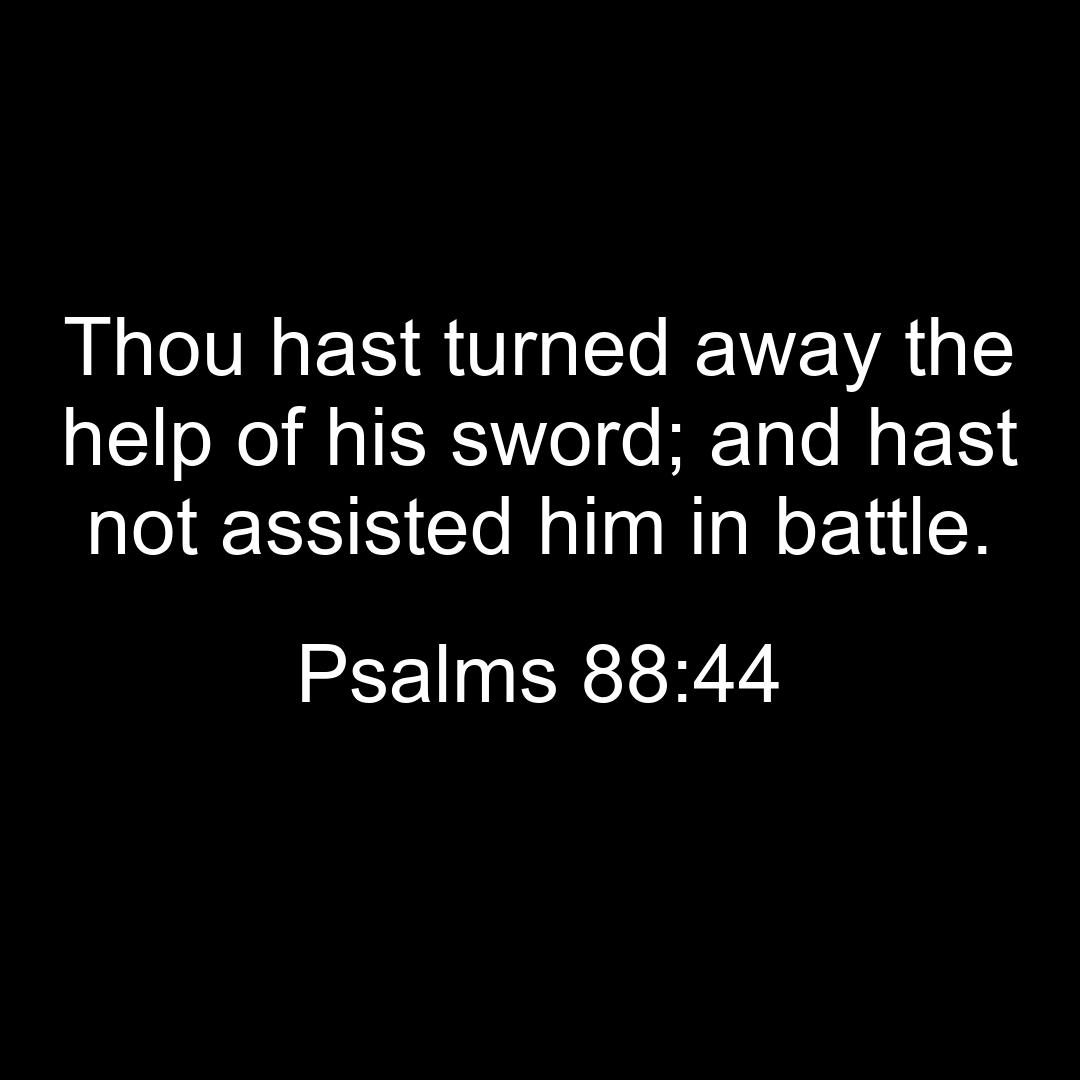 Thou hast turned away the
help of his sword; and hast
not assisted him in battle.
Psalms 88:44